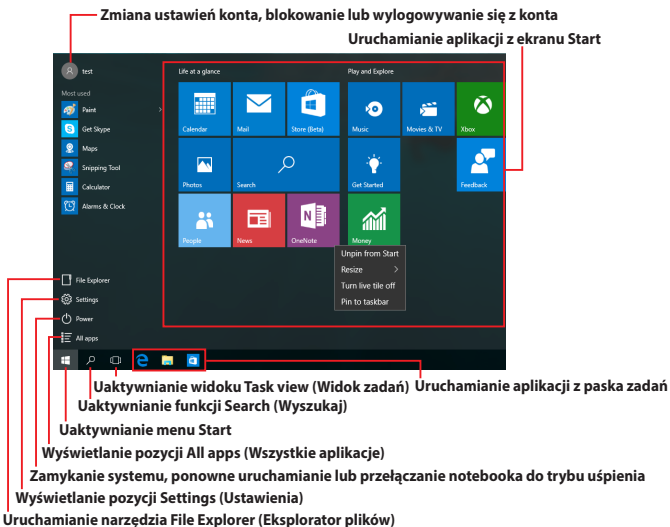 Zmiana ustawień konta, blokowanie lub wylogowywanie się z konta
Uruchamianie aplikacji z ekranu Start
test
Life at a glance
Play and Explore
Most used
Paint
Get Skype
Maps
Snipping Tool
Calculator
Alarms & Clock
Calendar
Mail
Store (Beta)
Music
Movies & TV
Xbox
Photos
Search
Get Started
Feedback
People
News
OneNote
Money
Unpin from Start
Resize
Turn live tile off
Pin to taskbar
File Explorer
Settings
Power
All apps
Uaktywnianie widoku Task view (Widok zadań)
Uruchamianie aplikacji z paska zadań
Uaktywnianie funkcji Search (Wyszukaj)
Uaktywnianie menu Start
Wyświetlanie pozycji All apps (Wszystkie aplikacje)
Zamykanie systemu, ponowne uruchamianie lub przełączanie notebooka do trybu uśpienia
Wyświetlanie pozycji Settings (Ustawienia)
Uruchamianie narzędzia File Explorer (Eksplorator plików)